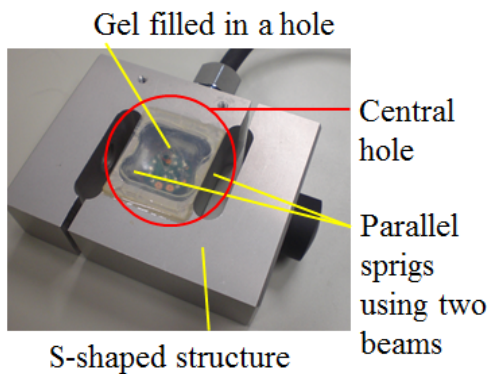 Gel filled in a hole
Central
hole
Parallel
sprigs
using two
beams
S-shaped structure